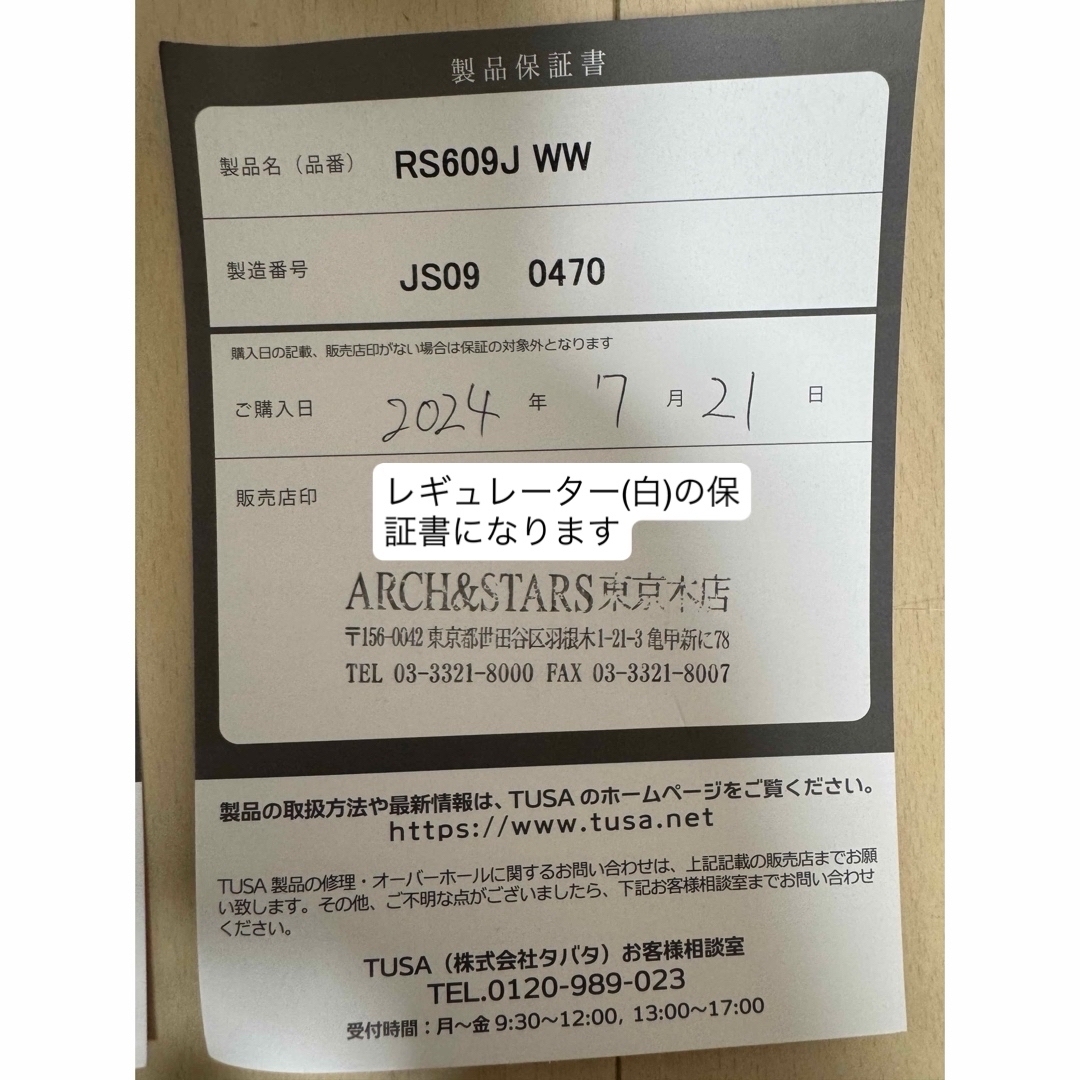 製品保証書
製品名（品番） RS609J WW
製造番号 JS09 0470
購入日の記載、販売店印がない場合は保証の対象外となります
ご購入日 2024 年 7 月 21 日
販売店印
レギュレーター(白)の保
証書になります
ARCH&STARS東京本店
〒156-0042 東京都世田谷区羽根木1-21-3 亀甲新に78
TEL 03-3321-8000 FAX 03-3321-8007
製品の取扱方法や最新情報は、TUSA のホームページをご覧ください。
https://www.tusa.net
TUSA 製品の修理・オーバーホールに関するお問い合わせは、上記記載の販売店までお願
い致します。その他、ご不明な点がございましたら、下記お客様相談室までお問い合わせ
ください。
TUSA（株式会社タバタ）お客様相談室
TEL.0120-989-023
受付時間：月～金 9:30～12:00, 13:00～17:00